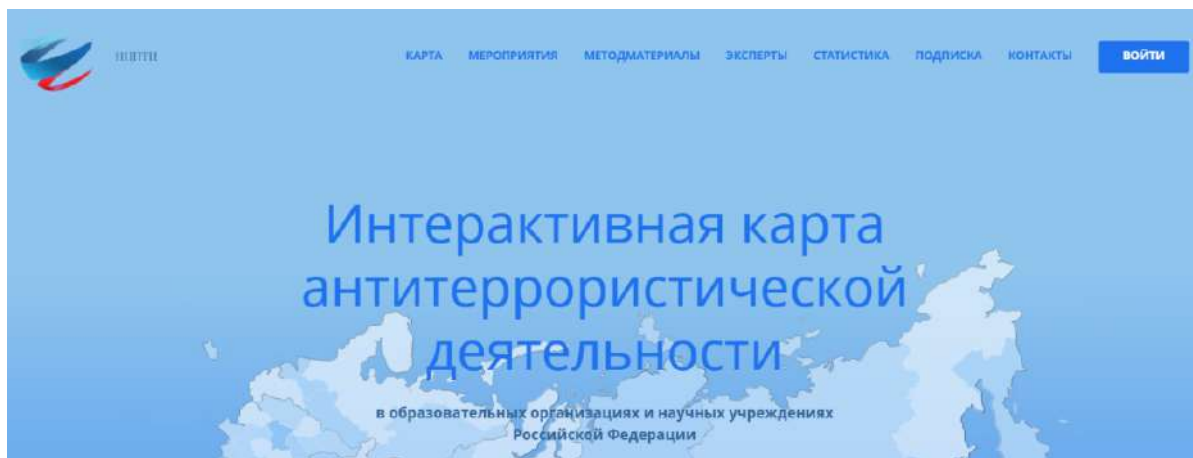 КАРТА МЕРОПРИЯТИЯ МЕТОДМАТЕРИАЛЫ ЭКСПЕРТЫ СТАТИСТИКА ПОДПИСКА КОНТАКТЫ ВОЙТИ
Интерактивная карта
антитеррористической
деятельности
в образовательных организациях и научных учреждениях
Российской Федерации